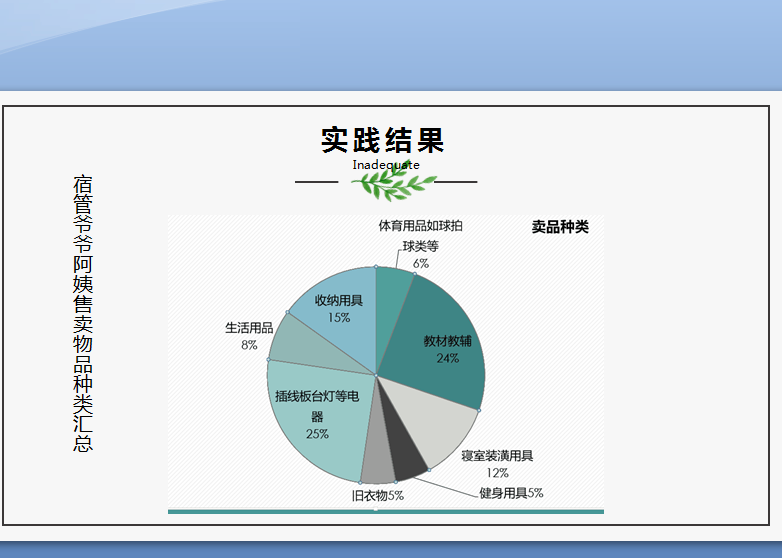 实践结果
Inadequate
宿管爷爷阿姨售卖物品种类汇总
卖品种类
体育用品如球拍
球类等
6%
教材教辅
24%
寝室装潢用具
12%
健身用具5%
旧衣物5%
插线板台灯等电
器
25%
生活用品
8%
收纳用具
15%